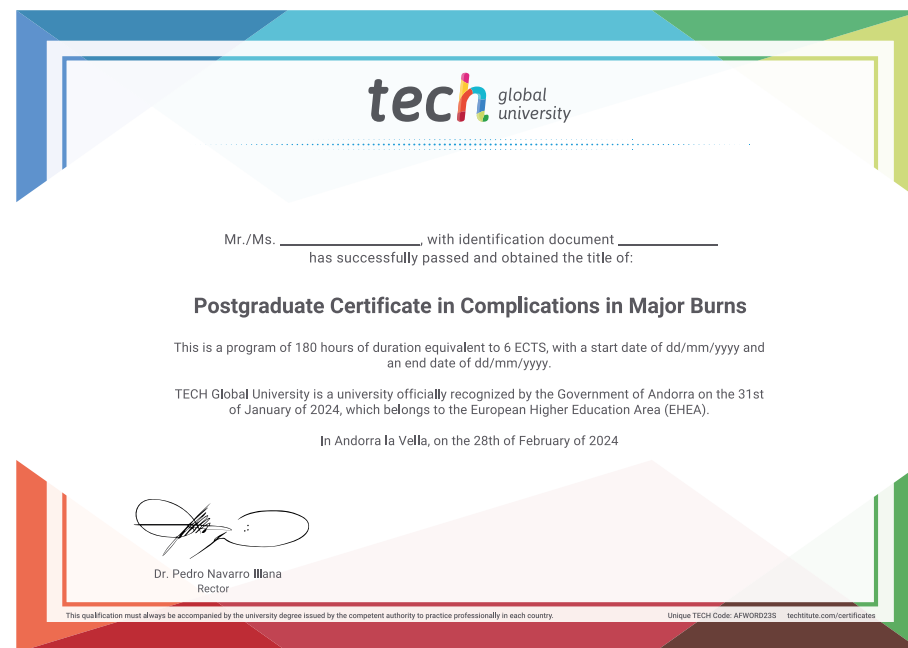 tech global university
Mr./Ms. ____________, with identification document ____________
has successfully passed and obtained the title of:
Postgraduate Certificate in Complications in Major Burns
This is a program of 180 hours of duration equivalent to 6 ECTS, with a start date of dd/mm/yyyy and
an end date of dd/mm/yyyy.
TECH Global University is a university officially recognized by the Government of Andorra on the 31st
of January of 2024, which belongs to the European Higher Education Area (EHEA).
In Andorra la Vella, on the 28th of February of 2024
Dr. Pedro Navarro Illana
Rector
This qualification must always be accompanied by the university degree issued by the competent authority to practice professionally in each country.
Unique TECH Code: AFWORD23S techtitute.com/certificates